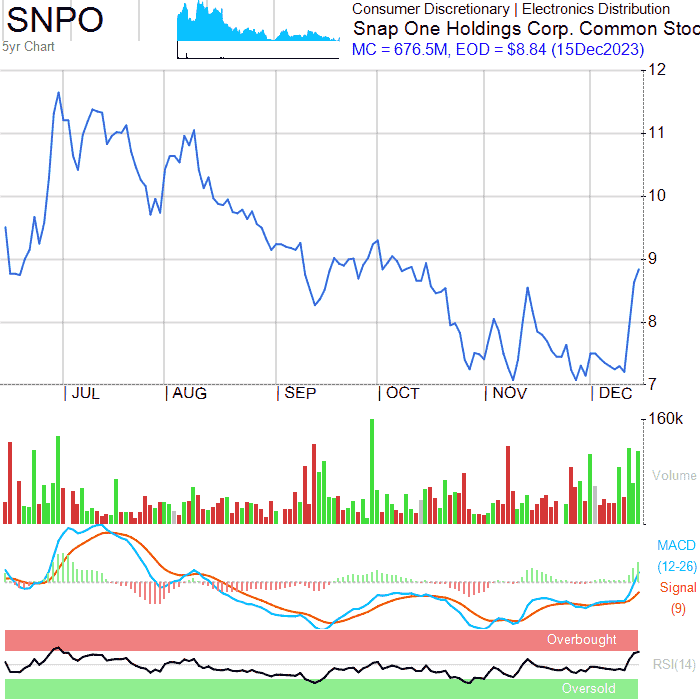 SNPO
5yr Chart
Consumer Discretionary | Electronics Distribution
Snap One Holdings Corp. Common Stoc
MC = 676.5M, EOD = $8.84 (15Dec2023)
12
11
10
9
8
7
| JUL | AUG | SEP | OCT | NOV | DEC
160k
Volume
MACD
(12-26)
Signal
(9)
Overbought
RSI(14)
Oversold